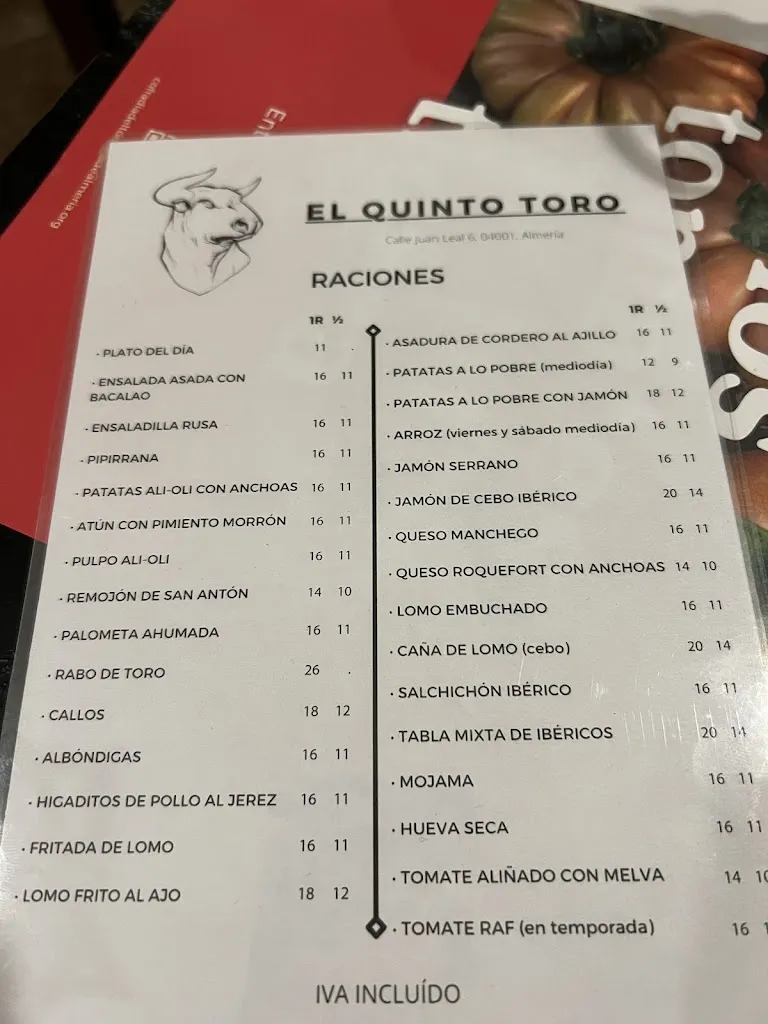 EL QUINTO TORO
Calle Juan Leal 6, 04001, Almería
RACIONES
1R ½
· PLATO DEL DÍA 11 .
· ENSALADA ASADA CON
BACALAO 16 11
· ENSALADILLA RUSA 16 11
· PIPIRRANA 16 11
· PATATAS ALI-OLI CON ANCHOAS 16 11
· ATÚN CON PIMIENTO MORRÓN 16 11
· PULPO ALI-OLI 16 11
· REMOJÓN DE SAN ANTÓN 14 10
· PALOMETA AHUMADA 16 11
· RABO DE TORO 26 .
· CALLOS 18 12
· ALBÓNDIGAS 16 11
· HIGADITOS DE POLLO AL JEREZ 16 11
· FRITADA DE LOMO 16 11
· LOMO FRITO AL AJO 18 12
1R ½
· ASADURA DE CORDERO AL AJILLO 16 11
· PATATAS A LO POBRE (mediodía) 12 9
· PATATAS A LO POBRE CON JAMÓN 18 12
· ARROZ (viernes y sábado mediodía) 16 11
· JAMÓN SERRANO 16 11
· JAMÓN DE CEBO IBÉRICO 20 14
· QUESO MANCHEGO 16 11
· QUESO ROQUEFORT CON ANCHOAS 14 10
· LOMO EMBUCHADO 16 11
· CAÑA DE LOMO (cebo) 20 14
· SALCHICHÓN IBÉRICO 16 11
· TABLA MIXTA DE IBÉRICOS 20 14
· MOJAMA 16 11
· HUEVA SECA 16 11
· TOMATE ALIÑADO CON MELVA 14 10
· TOMATE RAF (en temporada) 16
IVA INCLUÍDO